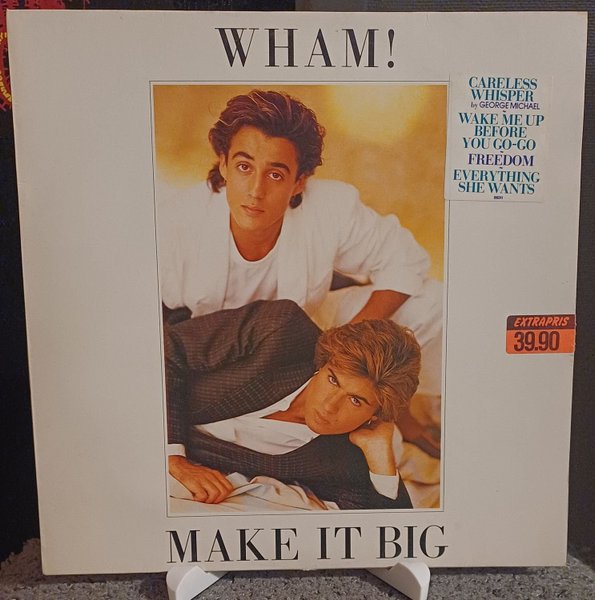 WHAM!
CARELESS
WHISPER
by GEORGE MICHAEL
WAKE ME UP
BEFORE
YOU GO-GO
FREEDOM
EVERYTHING
SHE WANTS
EXTRAPRIS
39.90
MAKE IT BIG